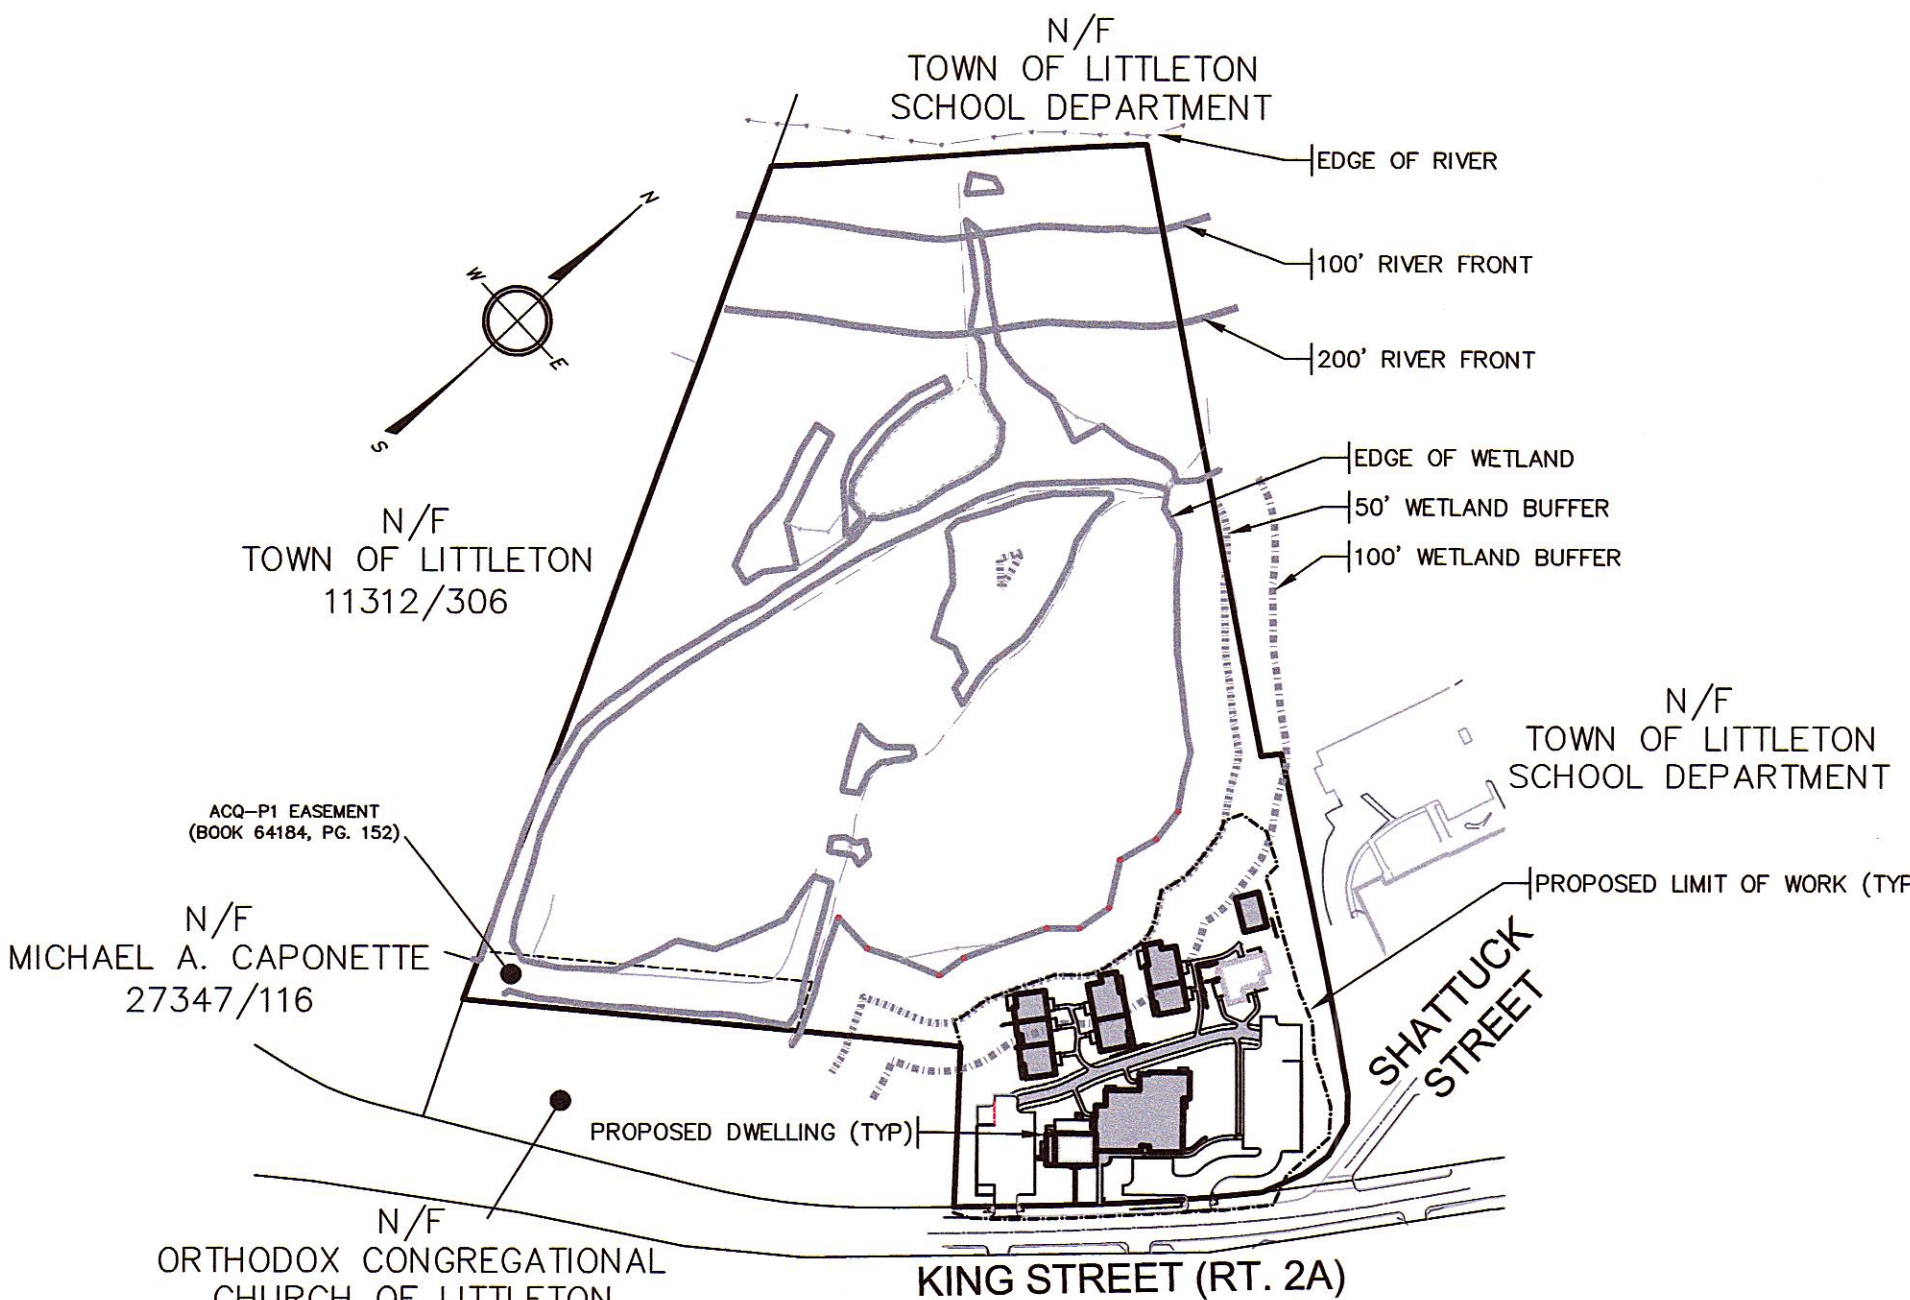 N/F
TOWN OF LITTLETON
SCHOOL DEPARTMENT
EDGE OF RIVER
100' RIVER FRONT
200' RIVER FRONT
N
W
E
S
EDGE OF WETLAND
50' WETLAND BUFFER
100' WETLAND BUFFER
N/F
TOWN OF LITTLETON
11312/306
N/F
TOWN OF LITTLETON
SCHOOL DEPARTMENT
ACQ-P1 EASEMENT
(BOOK 64184, PG. 152)
PROPOSED LIMIT OF WORK (TYP
N/F
MICHAEL A. CAPONETTE
27347/116
SHATTUCK
STREET
PROPOSED DWELLING (TYP)
N/F
ORTHODOX CONGREGATIONAL
CHURCH OF LITTLETON
KING STREET (RT. 2A)